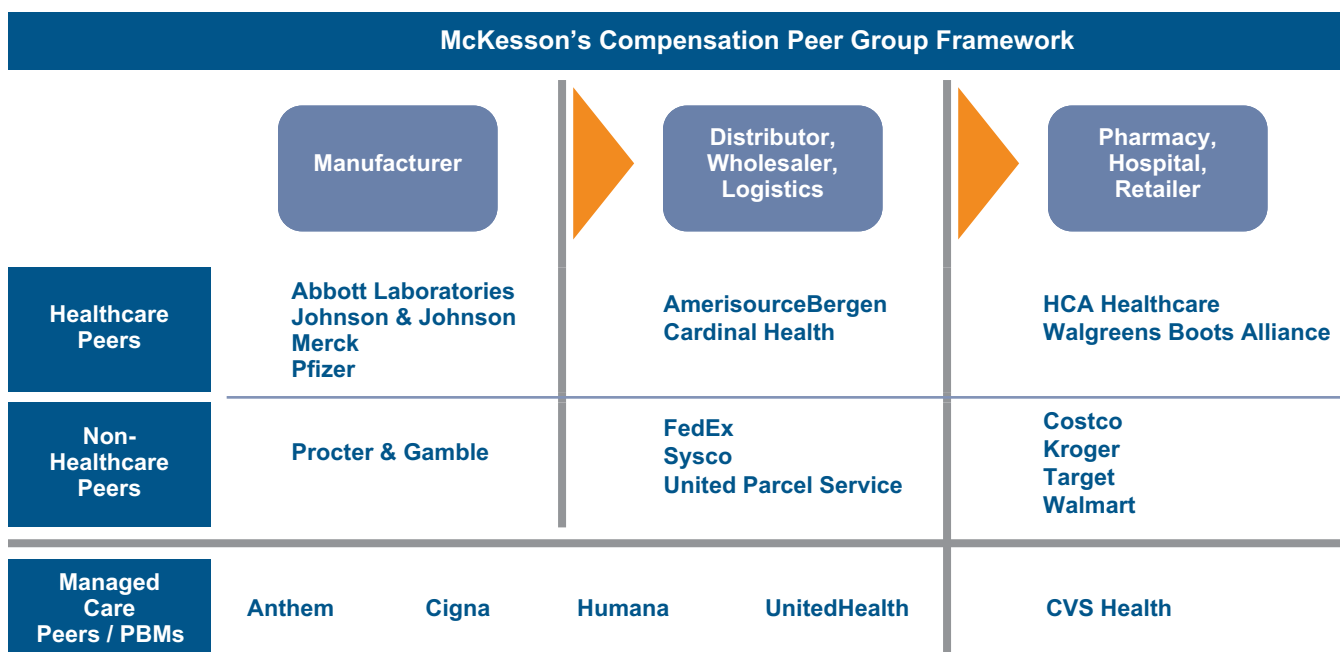 McKesson's Compensation Peer Group Framework
Manufacturer
Distributor,
Wholesaler,
Logistics
Pharmacy,
Hospital,
Retailer
Healthcare
Peers
Abbott Laboratories
Johnson & Johnson
Merck
Pfizer
AmerisourceBergen
Cardinal Health
HCA Healthcare
Walgreens Boots Alliance
Non-
Healthcare
Peers
Procter & Gamble
FedEx
Sysco
United Parcel Service
Costco
Kroger
Target
Walmart
Managed
Care
Peers / PBMs
Anthem
Cigna
Humana
UnitedHealth
CVS Health